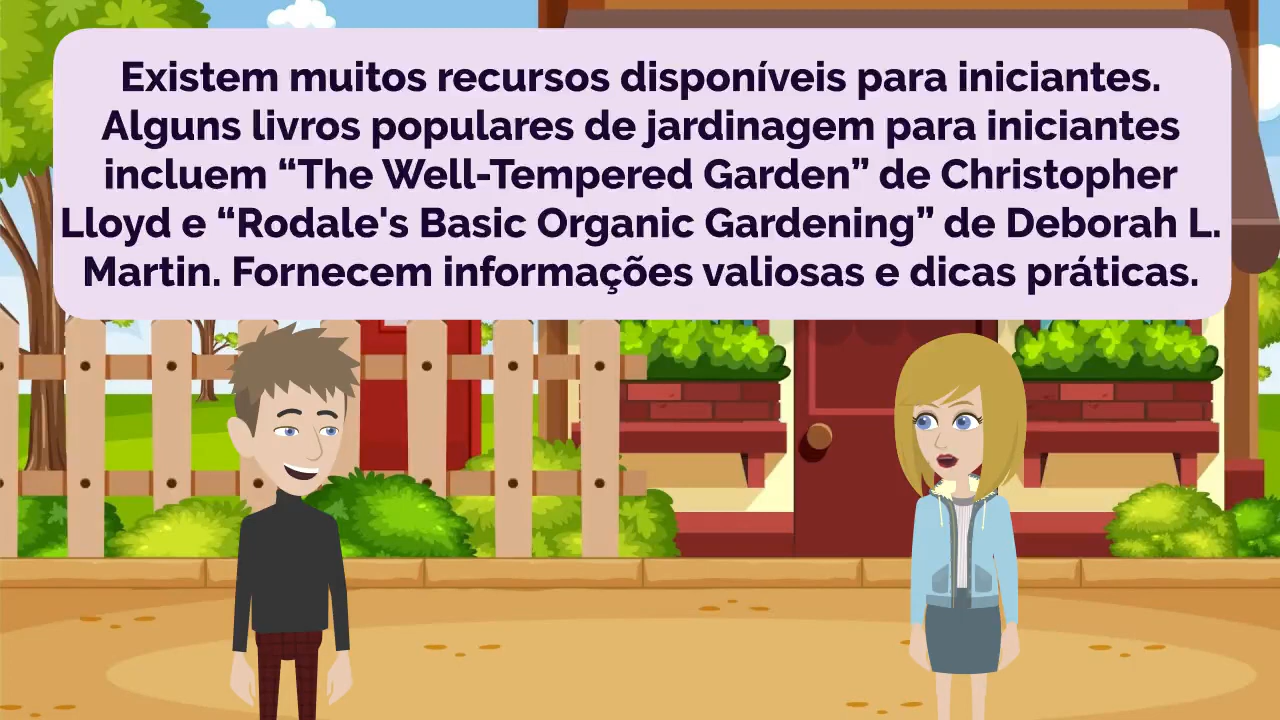 Existem muitos recursos disponíveis para iniciantes.
Alguns livros populares de jardinagem para iniciantes
incluem “The Well-Tempered Garden” de Christopher
Lloyd e “Rodale's Basic Organic Gardening” de Deborah L.
Martin. Fornecem informações valiosas e dicas práticas.